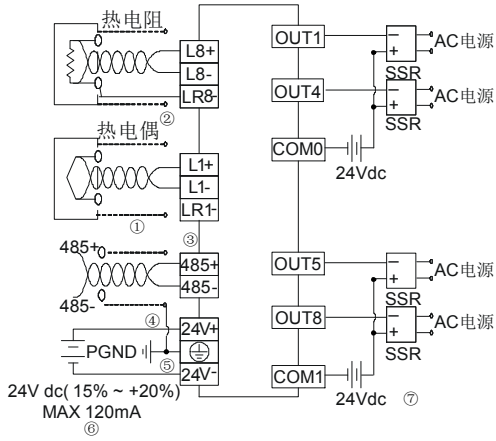 热电阻
L8+
L8-
LR8-
②
热电偶
L1+
L1-
LR1-
①
③
485+
485-
485+
485-
④
24V+
PGND
⑤
24V-
24V dc( 15% ~ +20%)
MAX 120mA
⑥
OUT1
- +
SSR
AC电源
OUT4
- +
SSR
AC电源
COM0
24Vdc
OUT5
- +
SSR
AC电源
OUT8
- +
SSR
AC电源
COM1
24Vdc
⑦